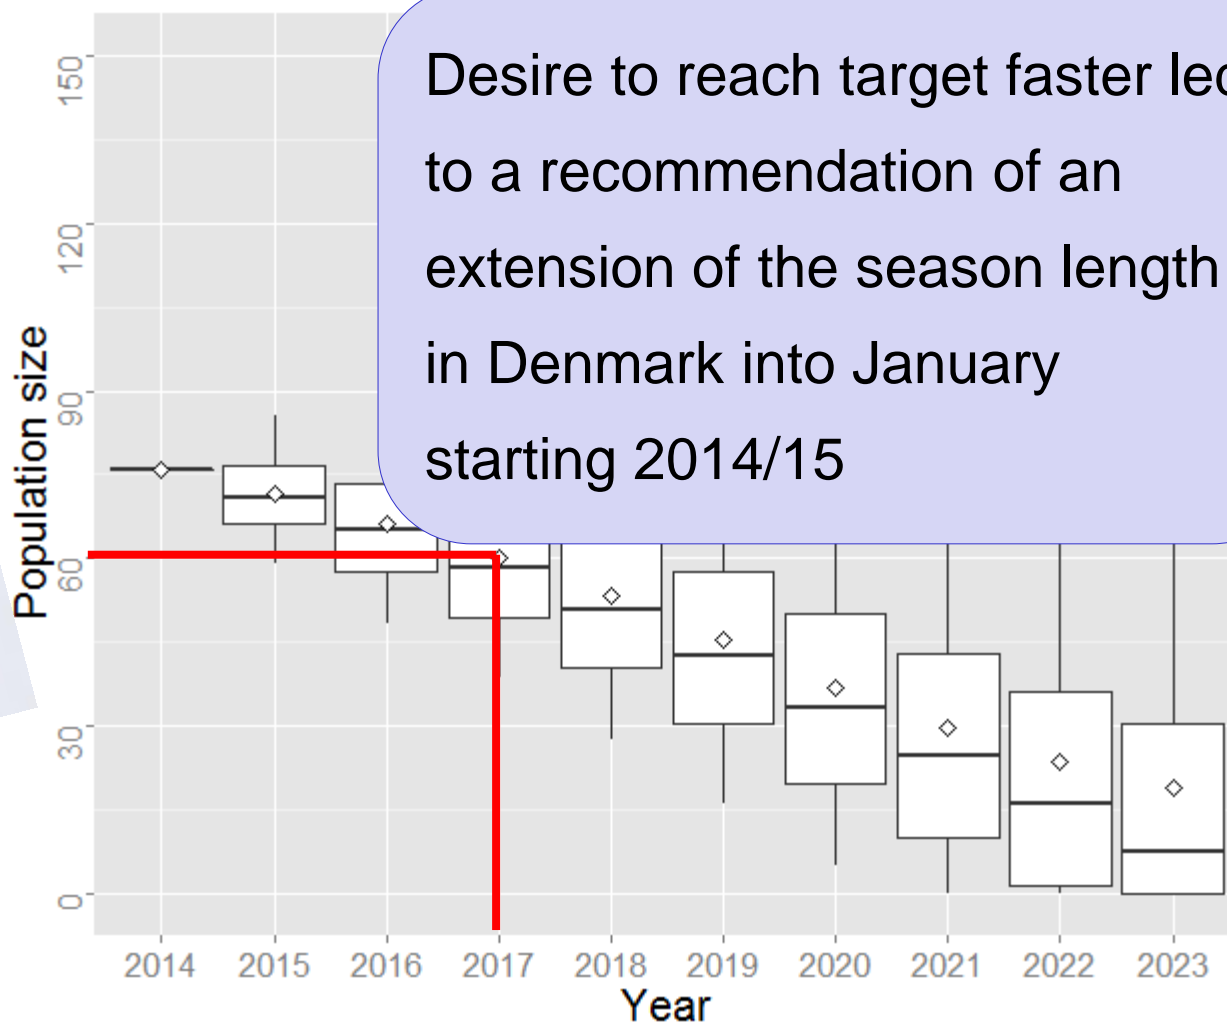 Desire to reach target faster led
to a recommendation of an
extension of the season length
in Denmark into January
starting 2014/15
Population size
150
120
90
60
30
0
2014 2015 2016 2017 2018 2019 2020 2021 2022 2023
Year